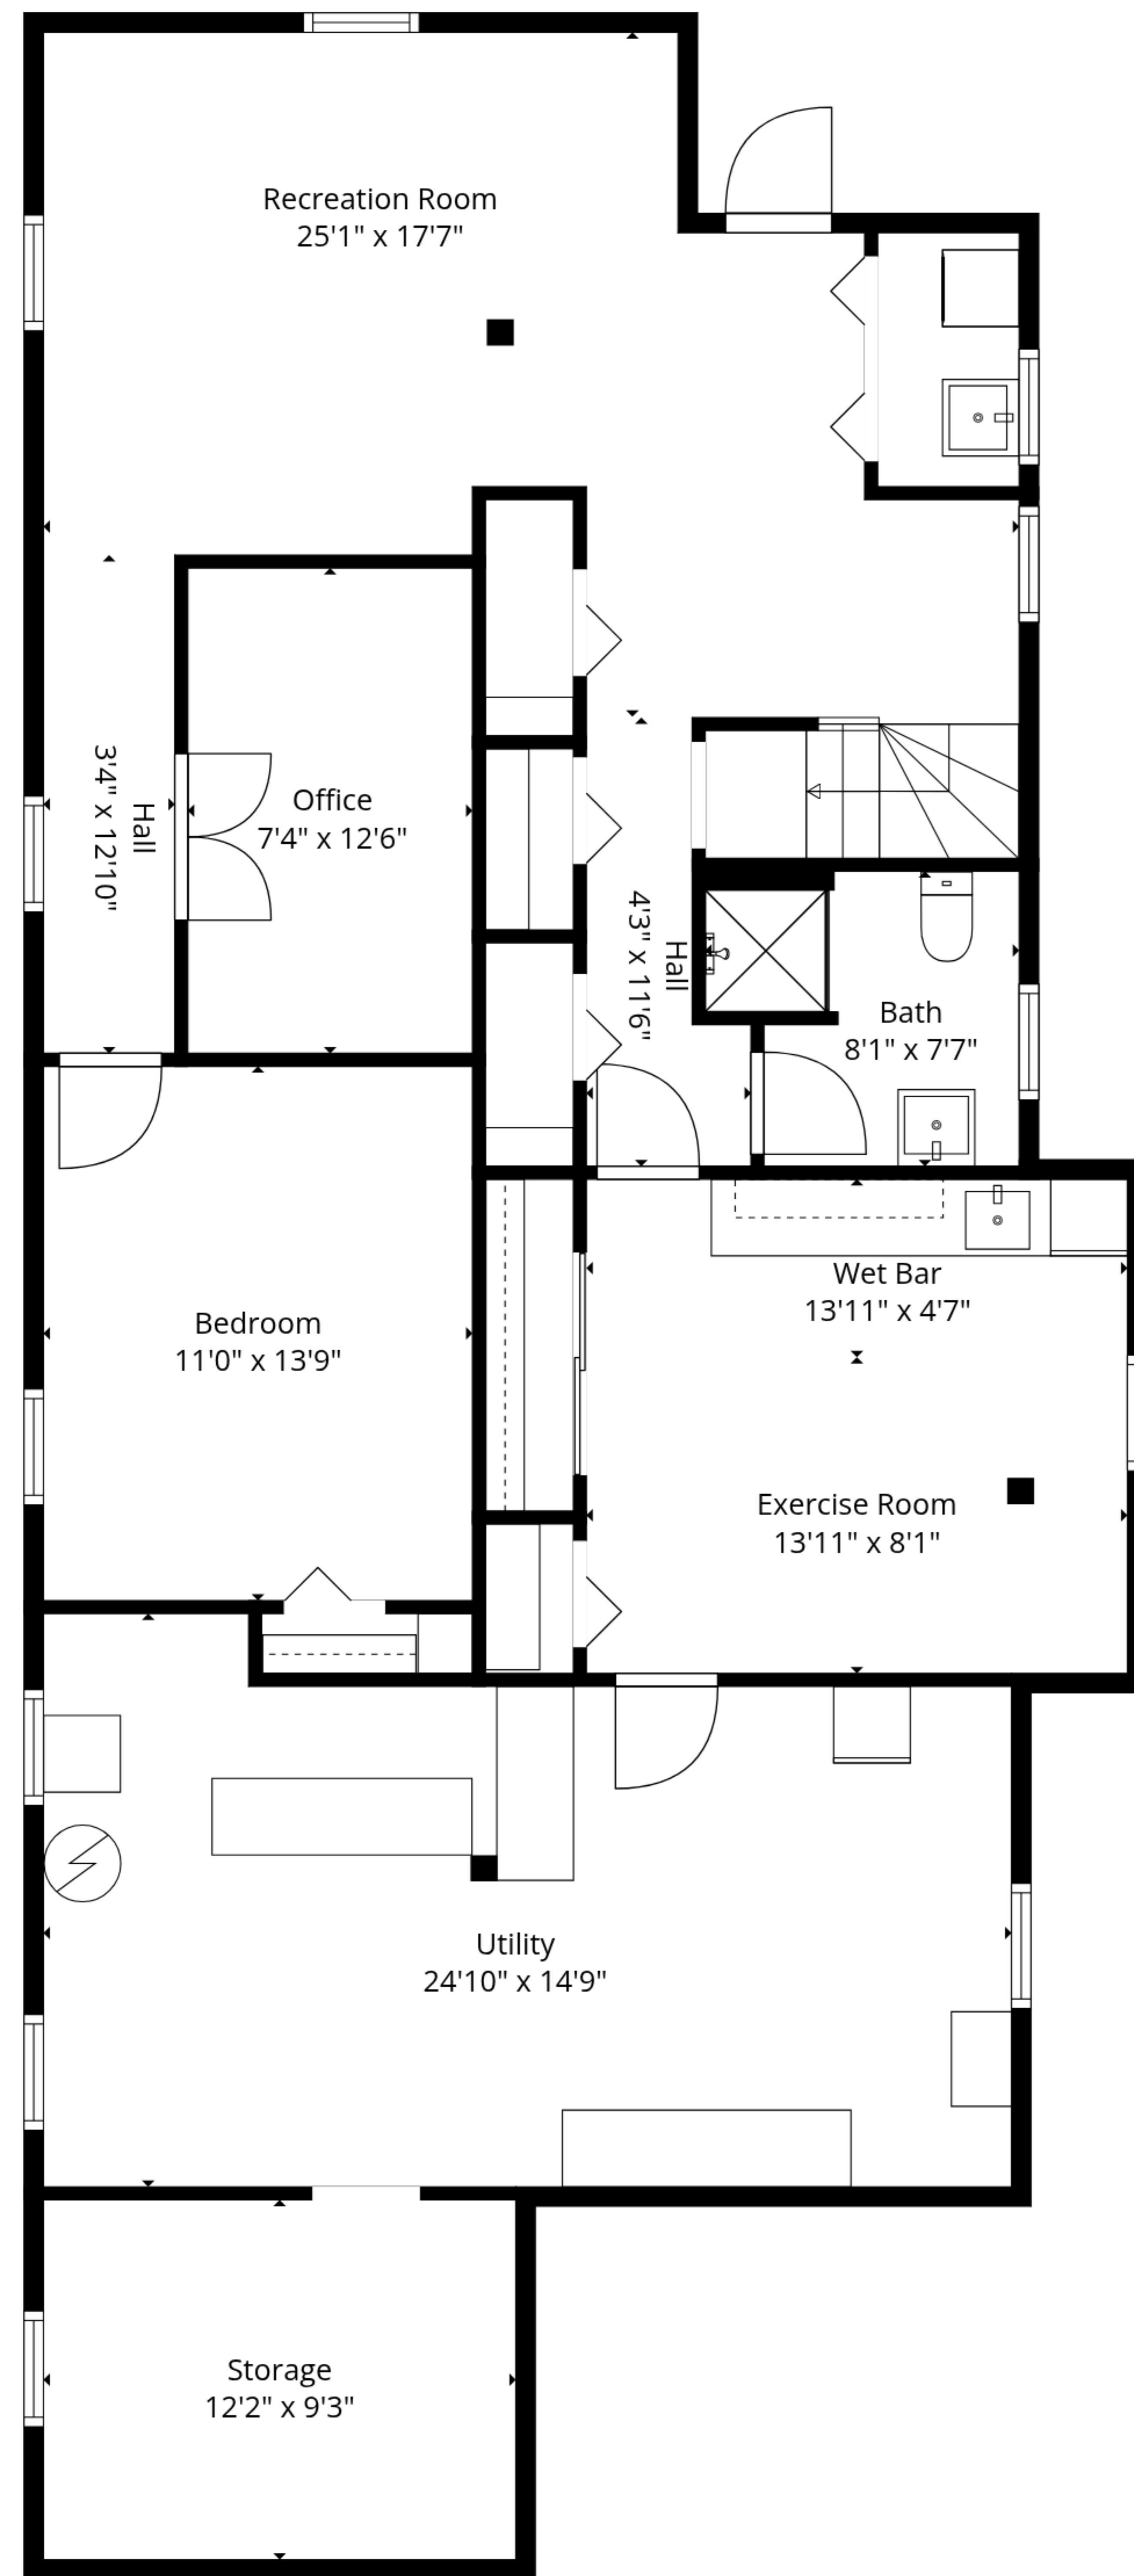 Recreation Room
25'1" x 17'7"
Office
7'4" x 12'6"
Hall
3'4" x 12'10"
Hall
4'3" x 11'6"
Bath
8'1" x 7'7"
Wet Bar
13'11" x 4'7"
Bedroom
11'0" x 13'9"
Exercise Room
13'11" x 8'1"
Utility
24'10" x 14'9"
Storage
12'2" x 9'3"